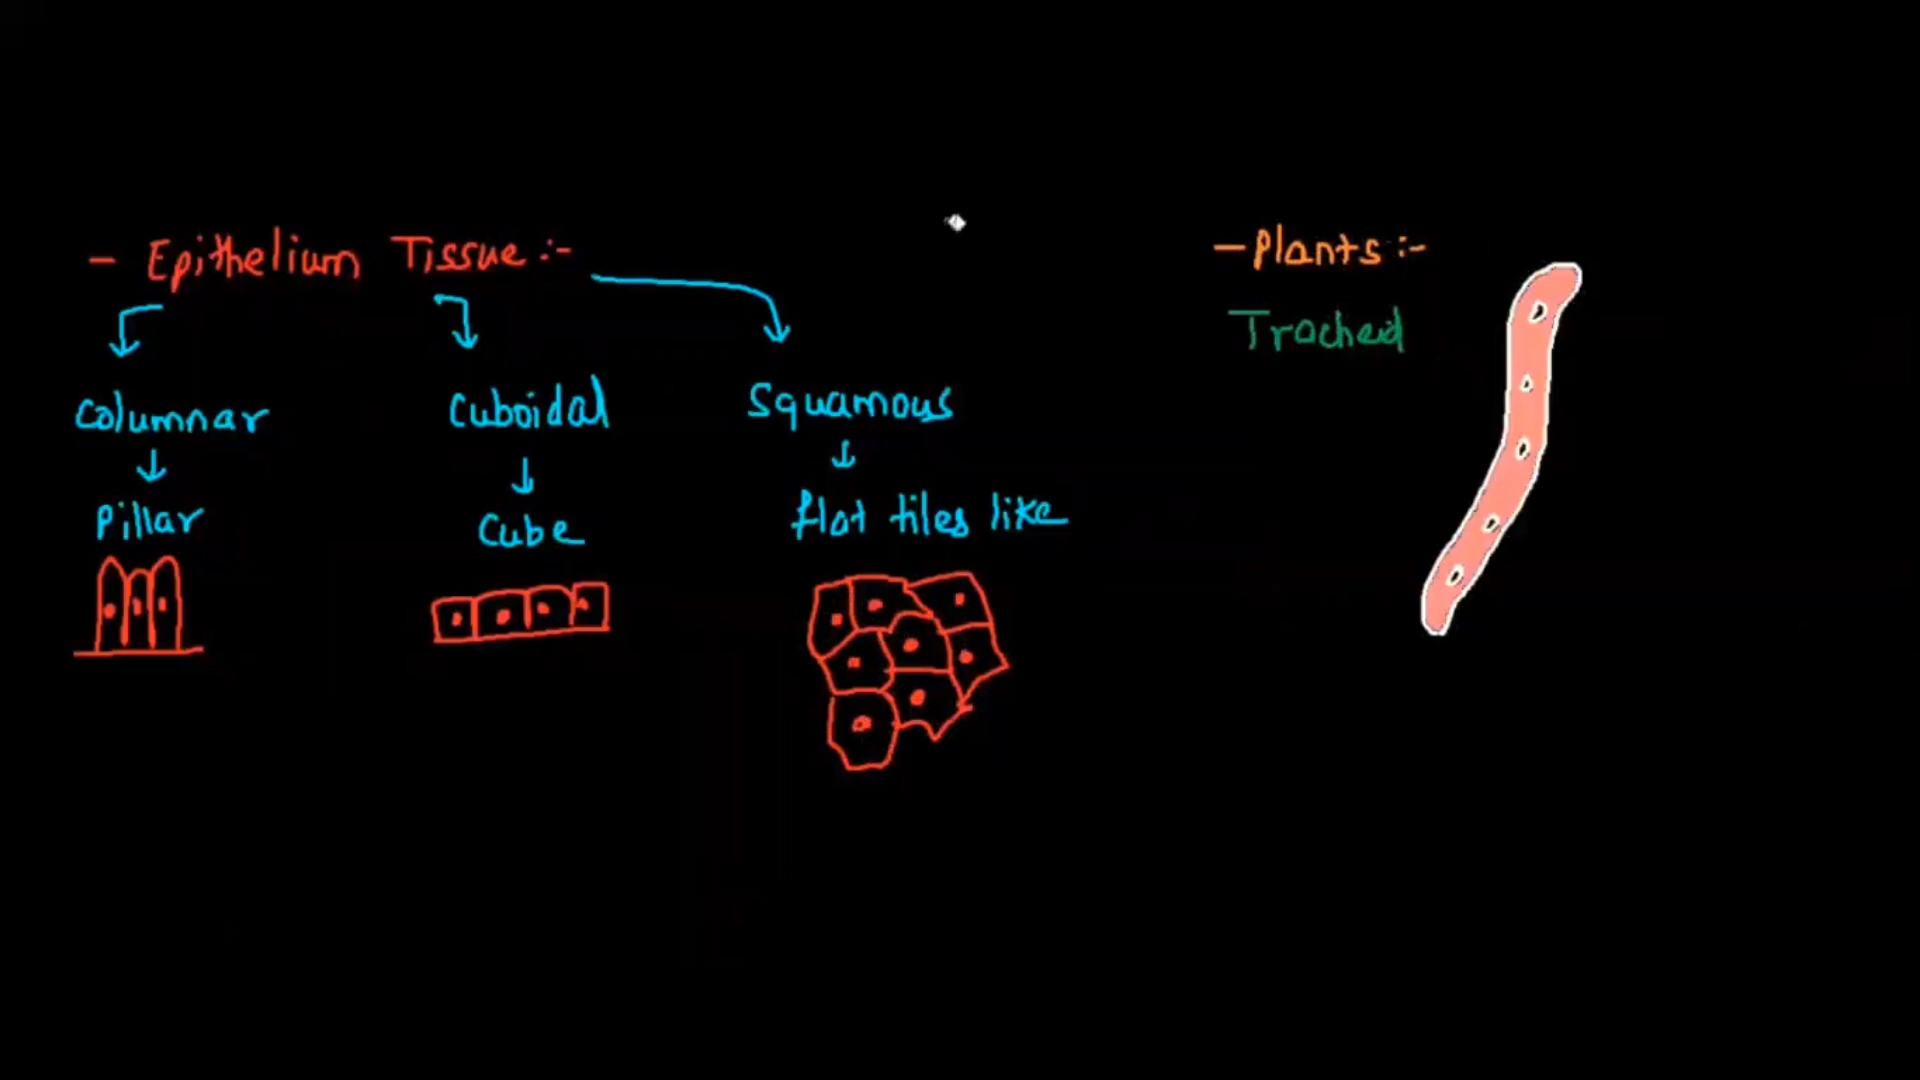 - Epithelium Tissue :-
Columnar
Pillar
Cuboidal
Cube
Squamous
flat tiles like
- Plants :-
Tracheid